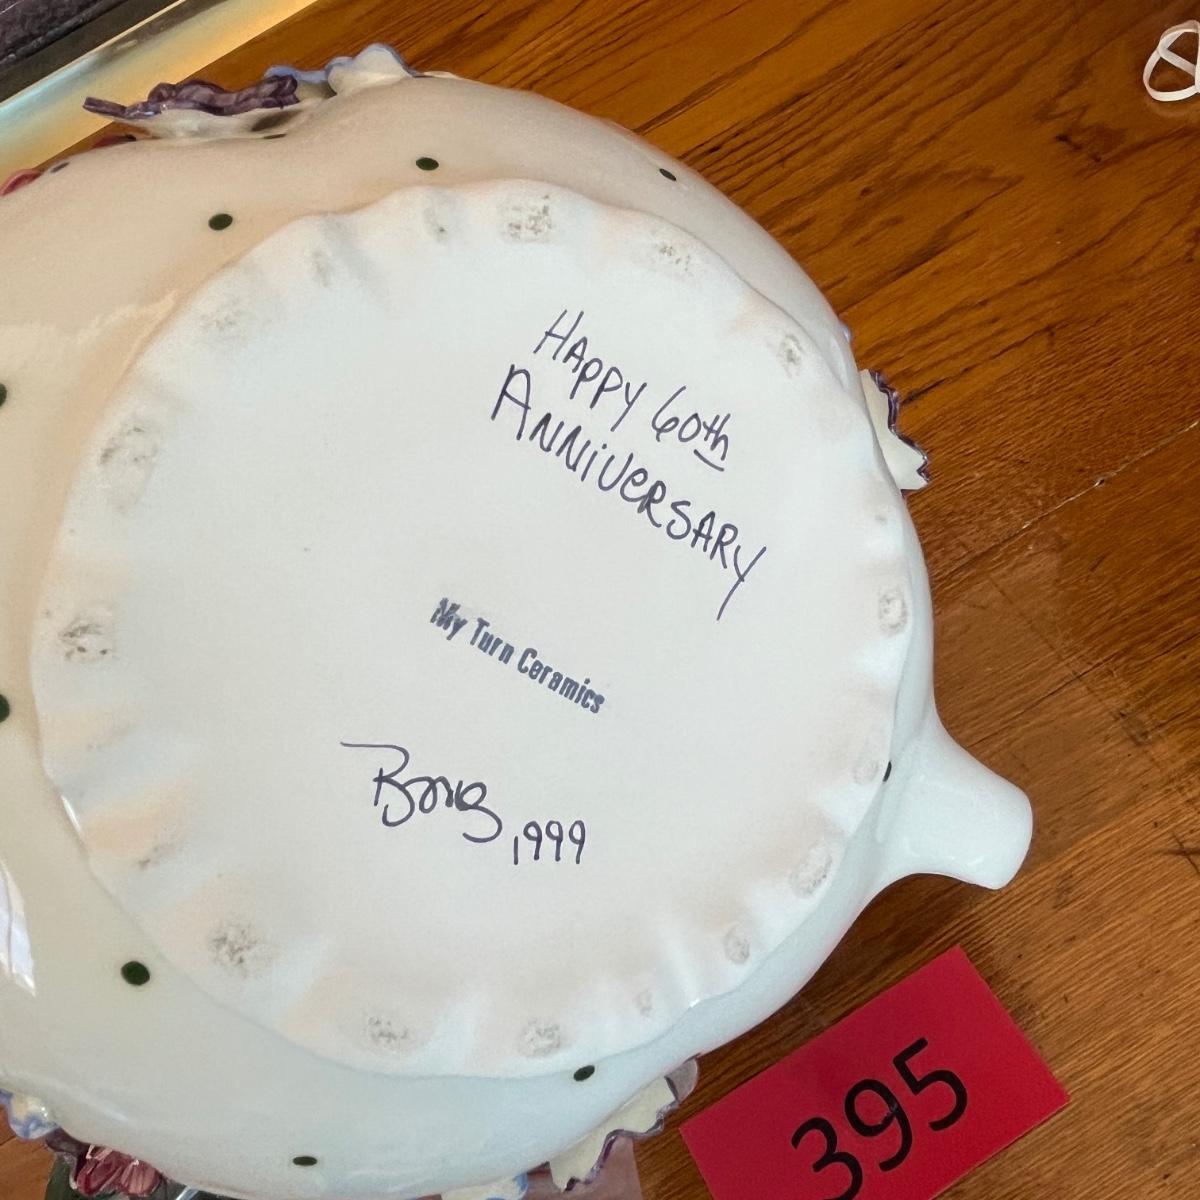 Happy 60th
Anniversary
My Turn Ceramics
1999
395